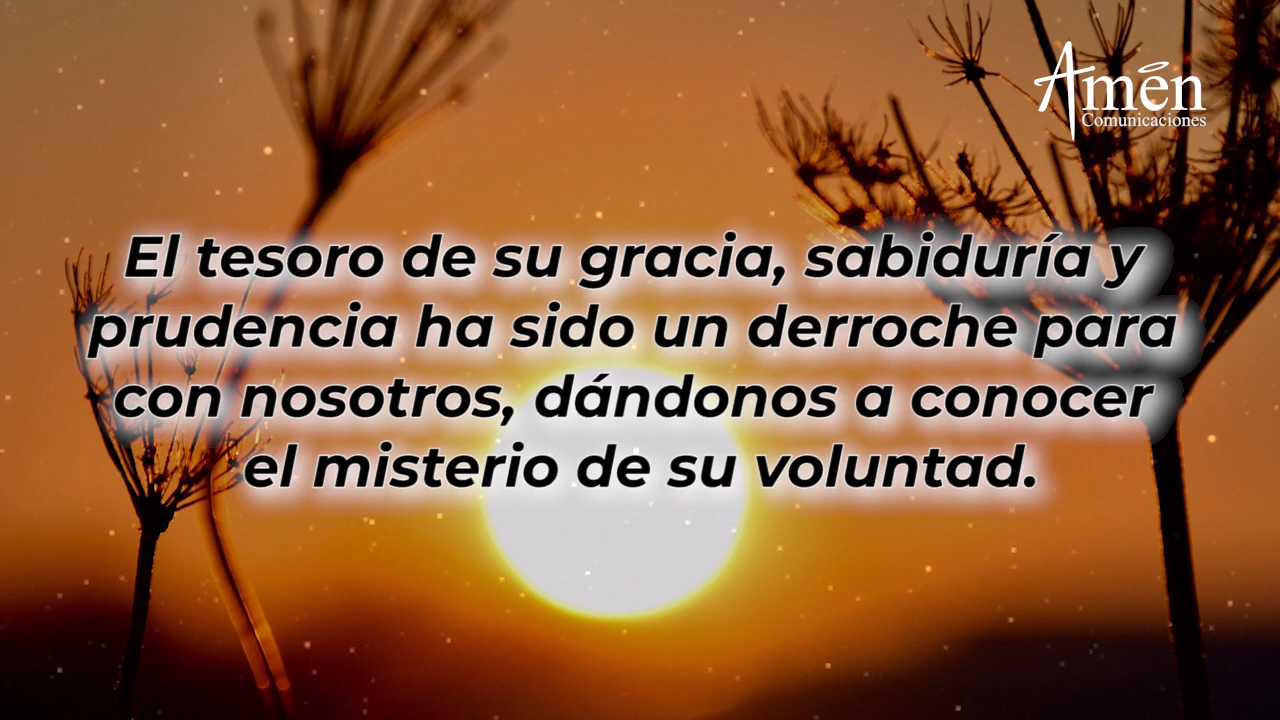 Amén
Comunicaciones
El tesoro de su gracia, sabiduría y
prudencia ha sido un derroche para
con nosotros, dándonos a conocer
el misterio de su voluntad.